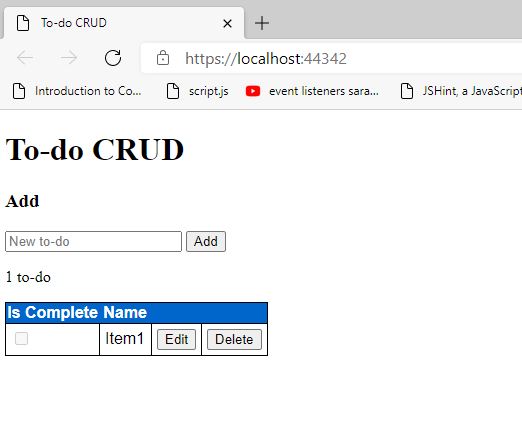 To-do CRUD
https://localhost:44342
Introduction to Co... script.js event listeners sara... JSHint, a JavaScript
To-do CRUD
Add
New to-do Add
1 to-do
Is Complete Name
Item1 Edit Delete